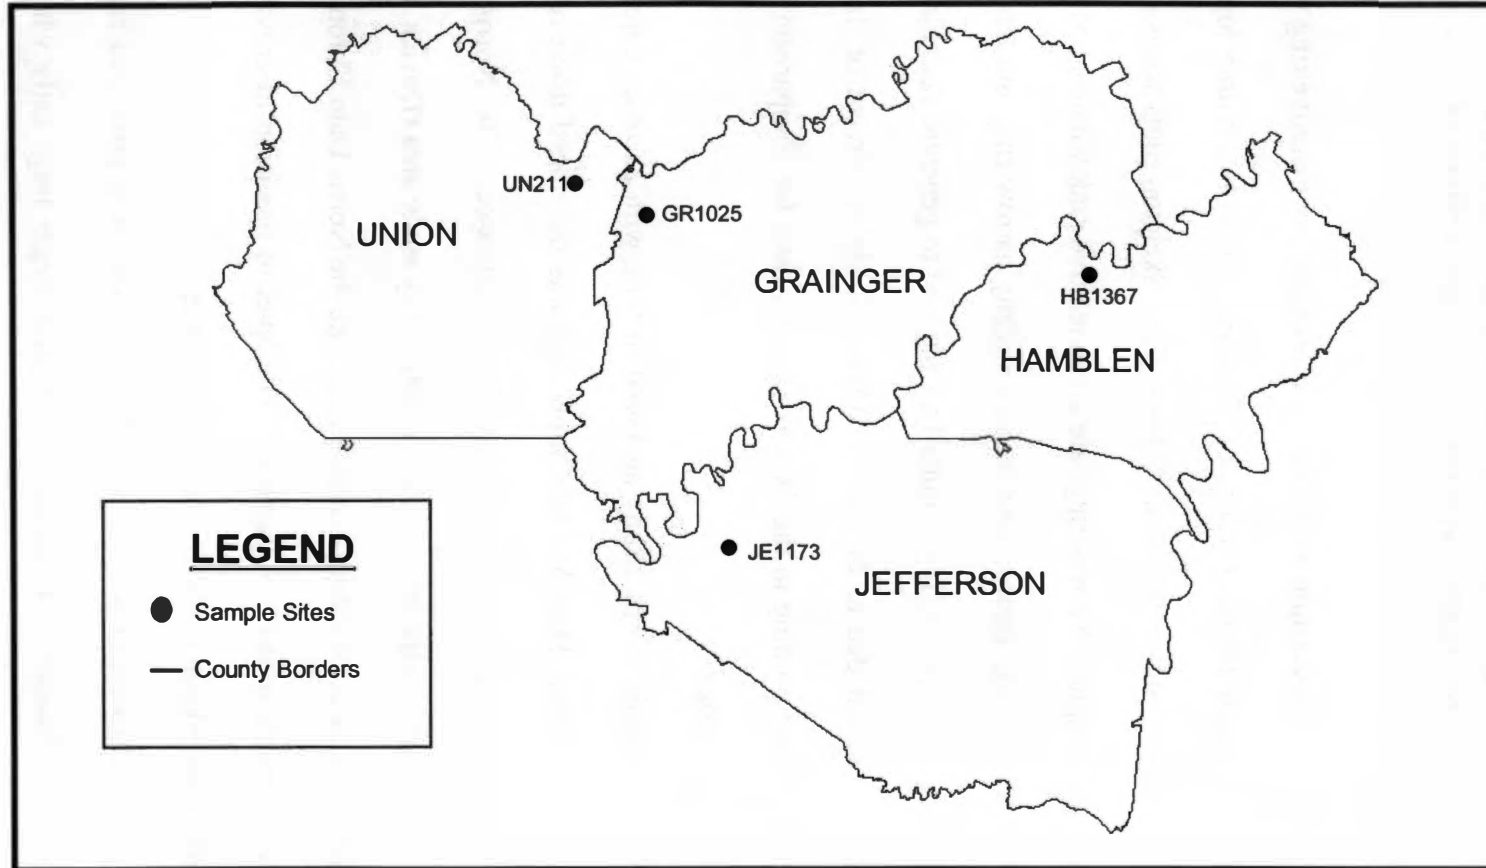 UN211
GR1025
UNION
GRAINGER
HB1367
HAMBLEN
LEGEND
Sample Sites
County Borders
JE1173
JEFFERSON